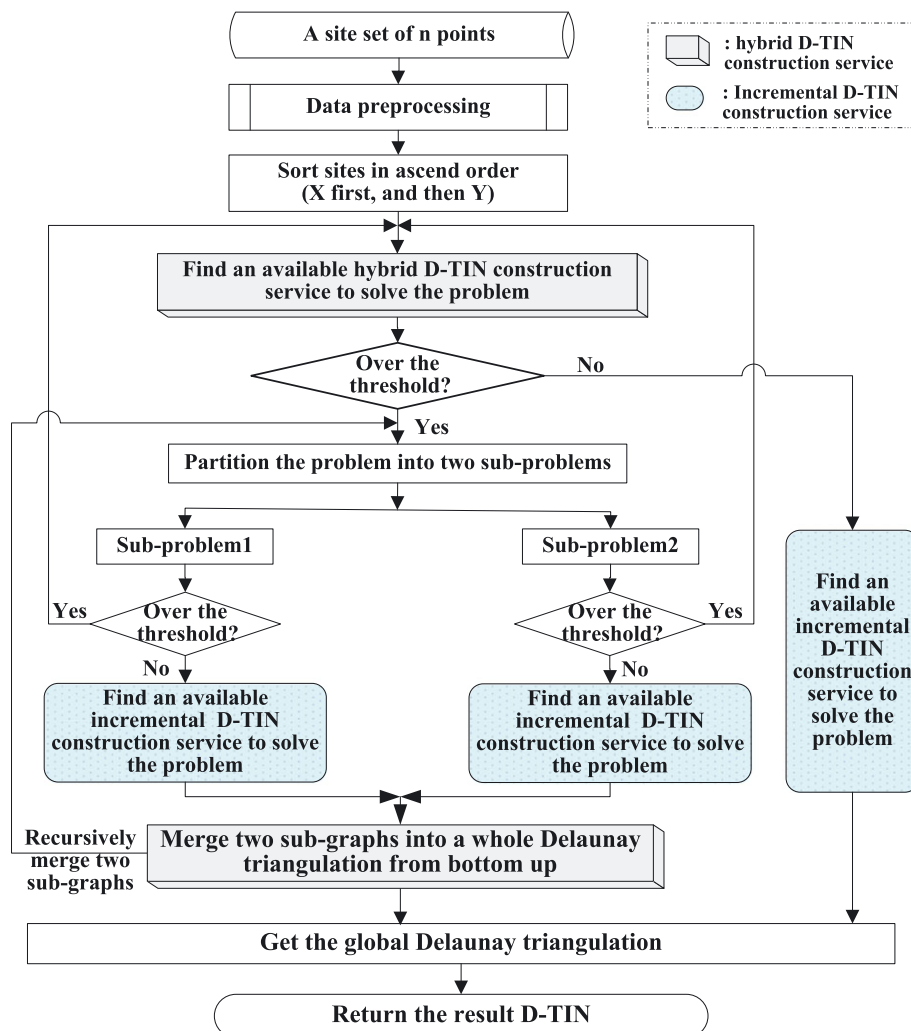 A site set of n points
: hybrid D-TIN
construction service
: Incremental D-TIN
construction service
Data preprocessing
Sort sites in ascend order
(X first, and then Y)
Find an available hybrid D-TIN construction
service to solve the problem
Over the
threshold?
No
Yes
Partition the problem into two sub-problems
Sub-problem1
Sub-problem2
Yes
Over the
threshold?
No
Over the
threshold?
Yes
No
Find an available
incremental D-TIN
construction service to solve
the problem
Find an available
incremental D-TIN
construction service to solve
the problem
Find an
available
incremental
D-TIN
construction
service to
solve the
problem
Recursively
merge two
sub-graphs
Merge two sub-graphs into a whole Delaunay
triangulation from bottom up
Get the global Delaunay triangulation
Return the result D-TIN